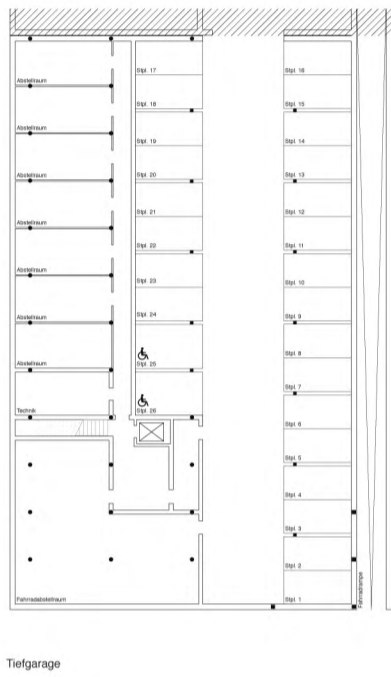 Stpl. 17
Stpl. 16
Abstellraum
Stpl. 18
Stpl. 15
Abstellraum
Stpl. 19
Stpl. 14
Abstellraum
Stpl. 20
Stpl. 13
Abstellraum
Stpl. 21
Stpl. 12
Abstellraum
Stpl. 22
Stpl. 11
Abstellraum
Stpl. 23
Stpl. 10
Abstellraum
Stpl. 24
Stpl. 9
Abstellraum
Stpl. 25
Stpl. 8
Stpl. 7
Technik
Stpl. 26
Stpl. 6
Stpl. 5
Stpl. 4
Stpl. 3
Stpl. 2
Fahrradabstellraum
Stpl. 1
Fahrradrampe
Tiefgarage